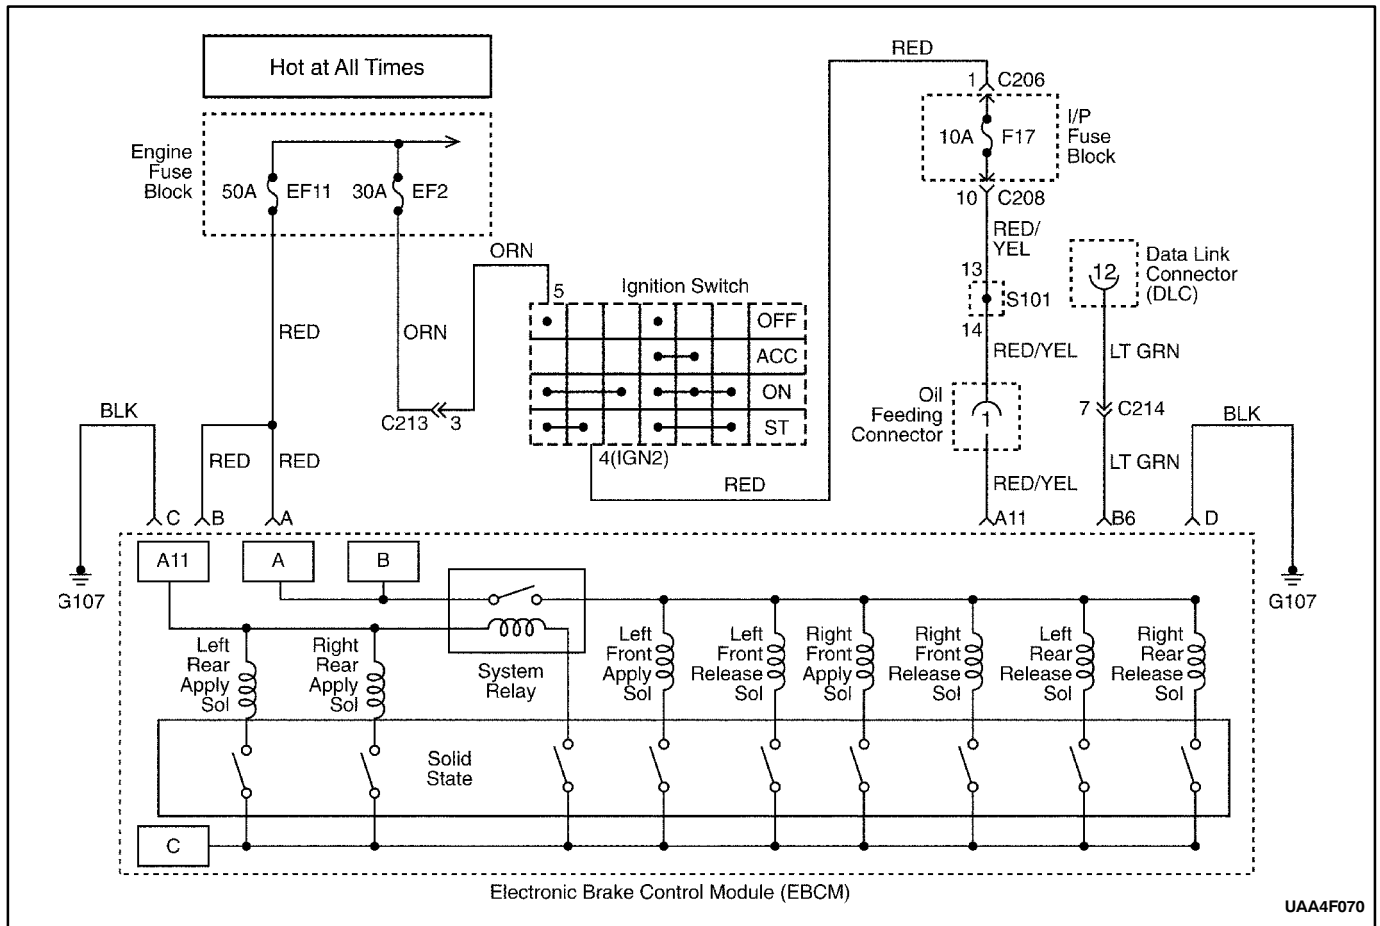 Hot at All Times
RED
1 C206
Engine
Fuse
Block
50A EF11
30A EF2
10A F17
I/P
Fuse
Block
10 C208
RED/
YEL
ORN
Ignition Switch
5
OFF
ACC
ON
ST
13
S101
14
12
Data Link
Connector
(DLC)
RED
ORN
RED/YEL
LT GRN
Oil
Feeding
Connector
1
7 C214
C213 3
BLK
BLK
RED
RED
4(IGN2)
RED
RED/YEL
LT GRN
C
B
A
A11
B6
D
A11
A
B
G107
G107
Left
Rear
Apply
Sol
Right
Rear
Apply
Sol
System
Relay
Left
Front
Apply
Sol
Left
Front
Release
Sol
Right
Front
Apply
Sol
Right
Front
Release
Sol
Left
Rear
Release
Sol
Right
Rear
Release
Sol
Solid
State
C
Electronic Brake Control Module (EBCM)
UAA4F070